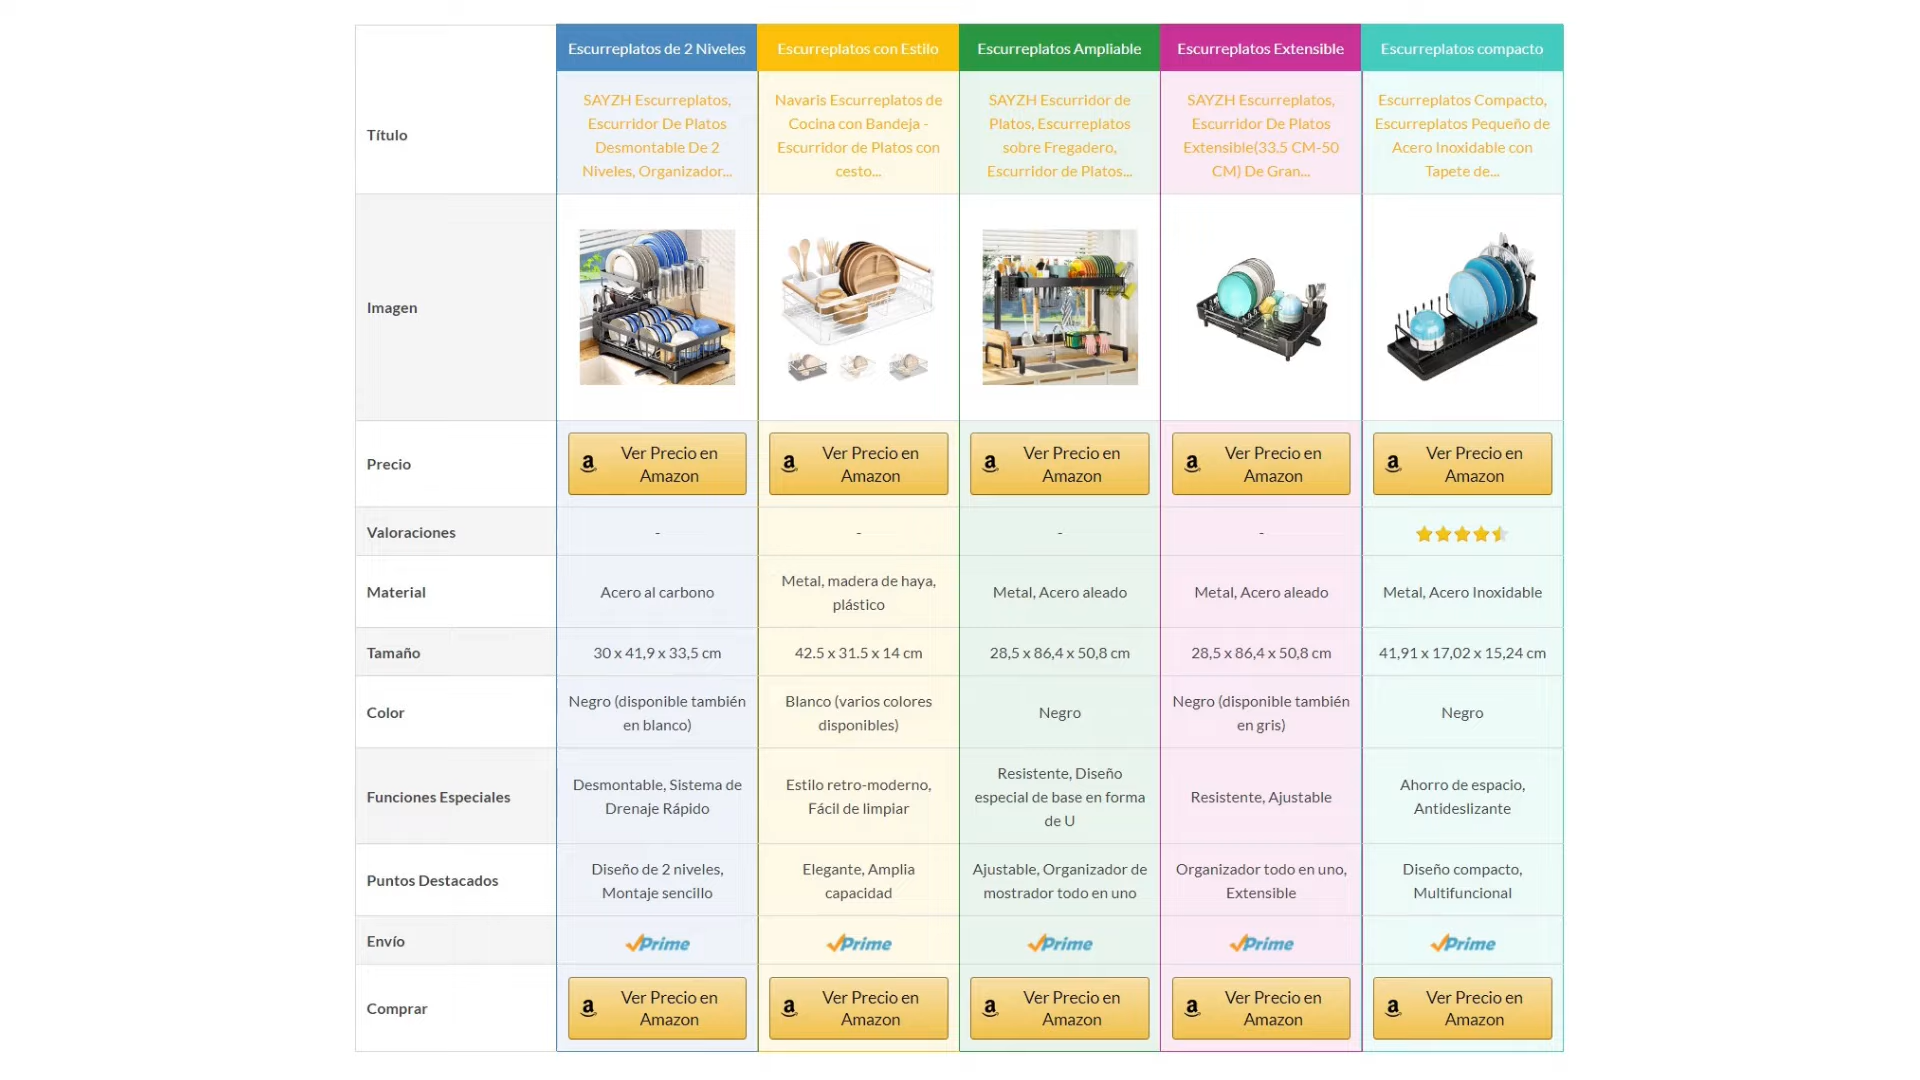 Escurreplatos de 2 Niveles
Escurreplatos con Estilo
Escurreplatos Ampliable
Escurreplatos Extensible
Escurreplatos compacto
Título
SAYZH Escurreplatos,
Escurridor De Platos
Desmontable De 2
Niveles, Organizador...
Navaris Escurreplatos de
Cocina con Bandeja -
Escurridor de Platos con
cesto...
SAYZH Escurridor de
Platos, Escurreplatos
sobre Fregadero,
Escurridor de Platos...
SAYZH Escurreplatos,
Escurridor De Platos
Extensible(33.5 CM-50
CM) De Gran...
Escurreplatos Compacto,
Escurreplatos Pequeño de
Acero Inoxidable con
Tapete de...
Imagen
Precio
Ver Precio en
Amazon
Ver Precio en
Amazon
Ver Precio en
Amazon
Ver Precio en
Amazon
Ver Precio en
Amazon
Valoraciones
-
-
-
-
Material
Acero al carbono
Metal, madera de haya,
plástico
Metal, Acero aleado
Metal, Acero aleado
Metal, Acero Inoxidable
Tamaño
30 x 41,9 x 33,5 cm
42.5 x 31.5 x 14 cm
28,5 x 86,4 x 50,8 cm
28,5 x 86,4 x 50,8 cm
41,91 x 17,02 x 15,24 cm
Color
Negro (disponible también
en blanco)
Blanco (varios colores
disponibles)
Negro
Negro (disponible también
en gris)
Negro
Funciones Especiales
Desmontable, Sistema de
Drenaje Rápido
Estilo retro-moderno,
Fácil de limpiar
Resistente, Diseño
especial de base en forma
de U
Resistente, Ajustable
Ahorro de espacio,
Antideslizante
Puntos Destacados
Diseño de 2 niveles,
Montaje sencillo
Elegante, Amplia
capacidad
Ajustable, Organizador de
mostrador todo en uno
Organizador todo en uno,
Extensible
Diseño compacto,
Multifuncional
Envío
Prime
Prime
Prime
Prime
Prime
Comprar
Ver Precio en
Amazon
Ver Precio en
Amazon
Ver Precio en
Amazon
Ver Precio en
Amazon
Ver Precio en
Amazon